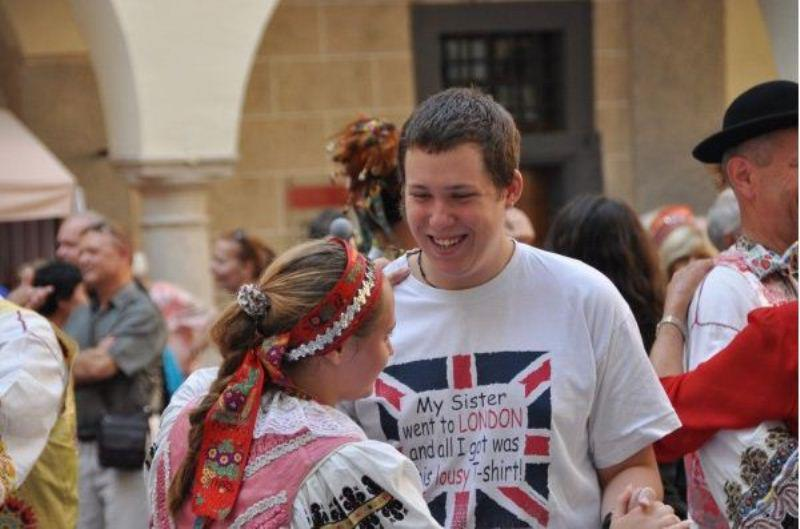 My Sister
went to LONDON
and all I got was
this lousy T-shirt!